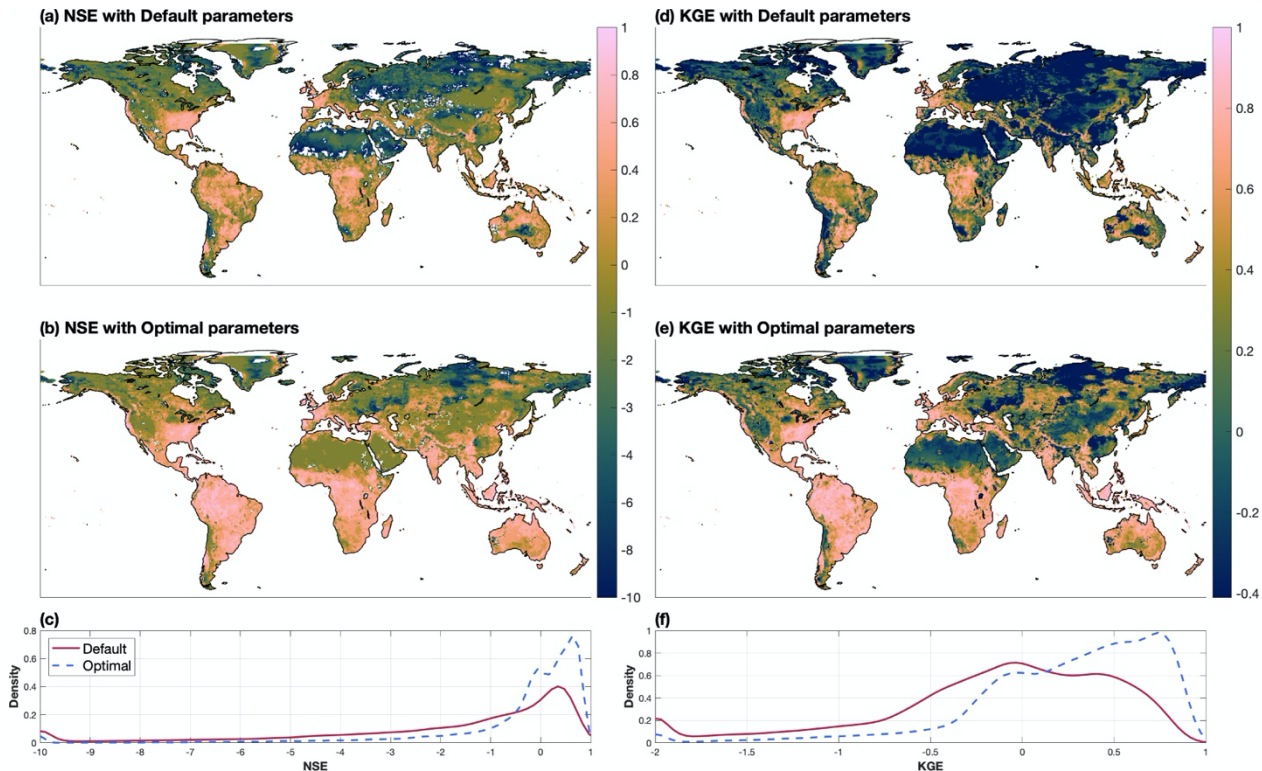 (a) NSE with Default parameters
1
0.8
0.6
0.4
0.2
0
-1
-2
-3
-4
-6
-8
-10
(b) NSE with Optimal parameters
(c)
Default
Optimal
Density
0.8
0.6
0.4
0.2
0
-10 -9 -8 -7 -6 -5 -4 -3 -2 -1 0 1
NSE
(d) KGE with Default parameters
1
0.8
0.6
0.4
0.2
0
-0.2
-0.4
(e) KGE with Optimal parameters
(f)
Density
1
0.8
0.6
0.4
0.2
0
-2 -1.5 -1 -0.5 0 0.5 1
KGE